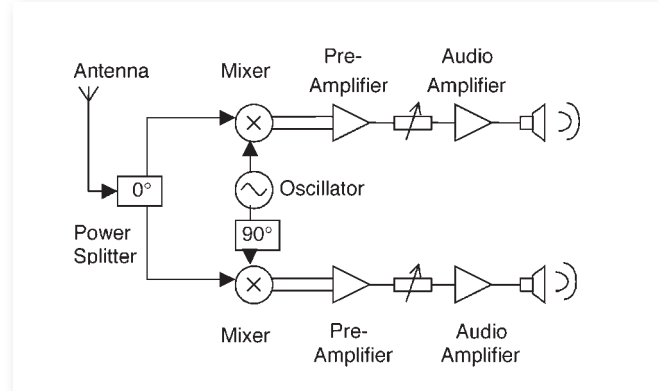 Antenna
Mixer
Pre-
Amplifier
Audio
Amplifier
0°
Oscillator
90°
Power
Splitter
Mixer
Pre-
Amplifier
Audio
Amplifier